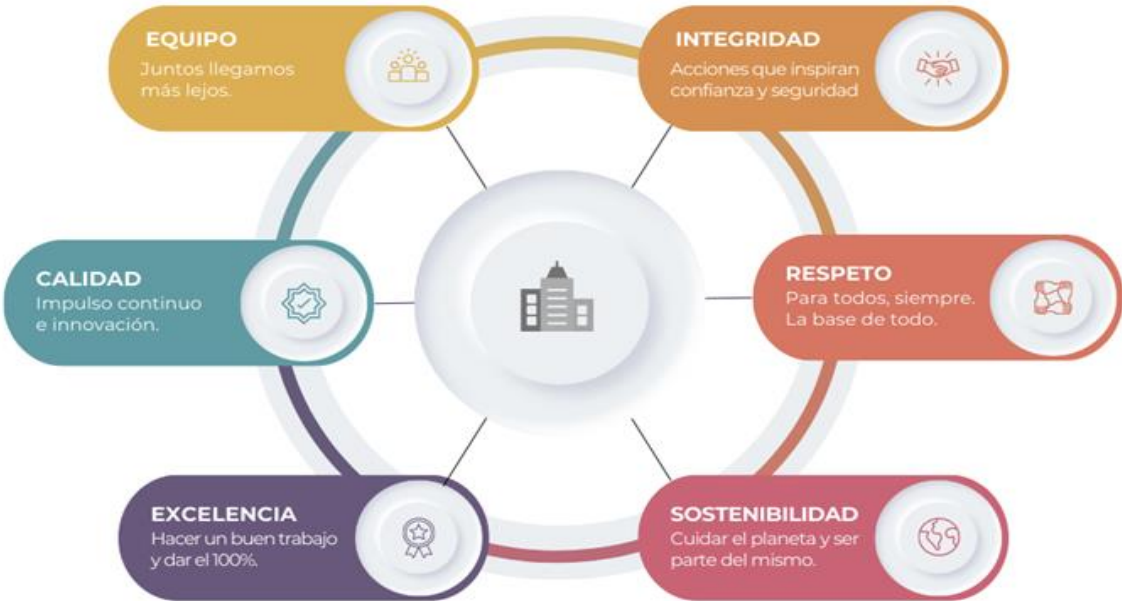 EQUIPO
Juntos llegamos
más lejos.
INTEGRIDAD
Acciones que inspiran
confianza y seguridad
CALIDAD
Impulso continuo
e innovación.
RESPETO
Para todos, siempre.
La base de todo.
EXCELENCIA
Hacer un buen trabajo
y dar el 100%.
SOSTENIBILIDAD
Cuidar el planeta y ser
parte del mismo.